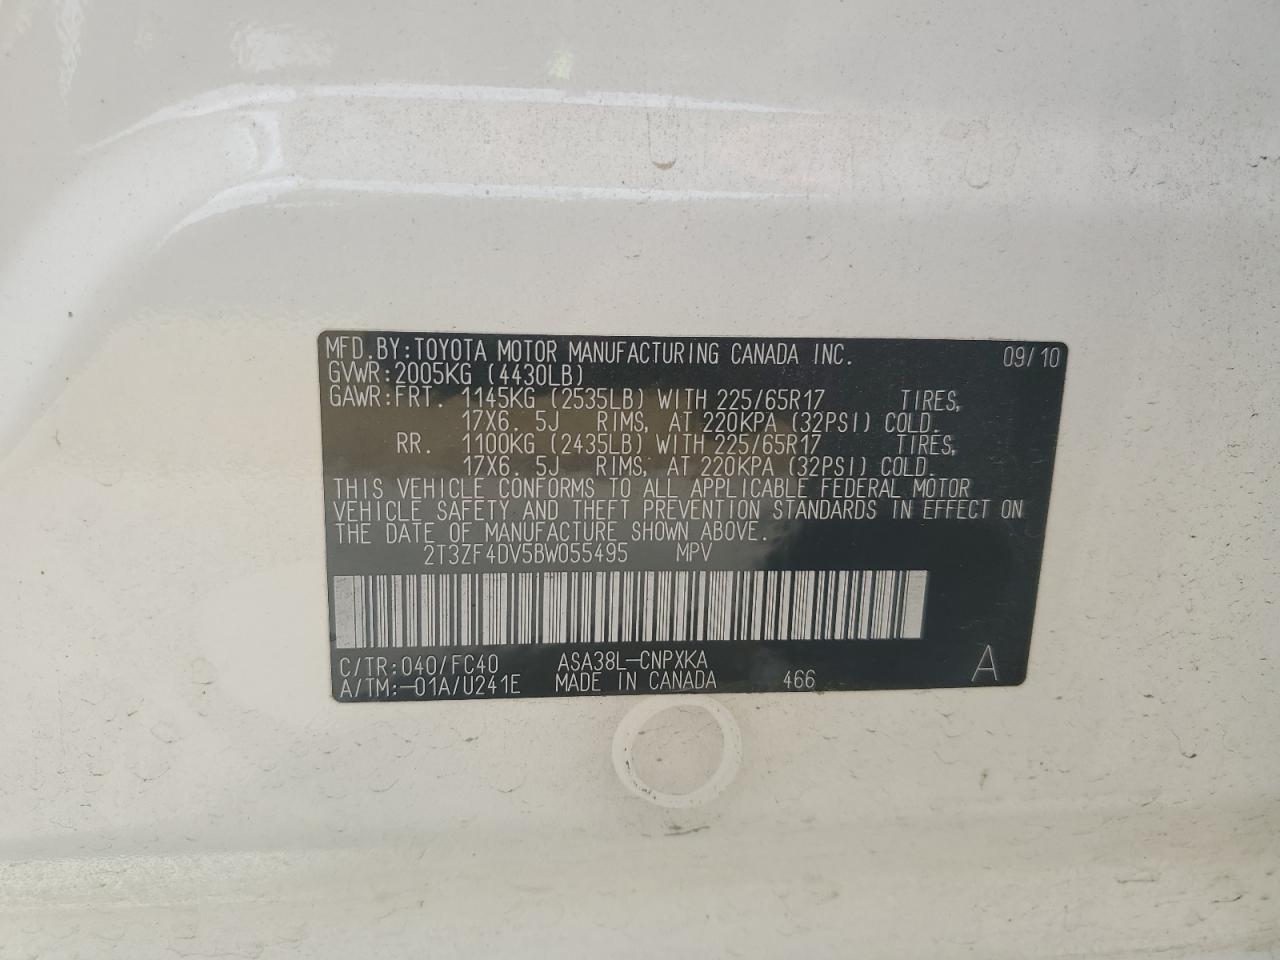 MFD.BY:TOYOTA MOTOR MANUFACTURING CANADA INC. 09/10
GVWR:2005KG (4430LB)
GAWR:FRT. 1145KG (2535LB) WITH 225/65R17 TIRES,
17X6.5J RIMS, AT 220KPA (32PSI) COLD.
RR. 1100KG (2435LB) WITH 225/65R17 TIRES,
17X6.5J RIMS, AT 220KPA (32PSI) COLD.
THIS VEHICLE CONFORMS TO ALL APPLICABLE FEDERAL MOTOR
VEHICLE SAFETY AND THEFT PREVENTION STANDARDS IN EFFECT ON
THE DATE OF MANUFACTURE SHOWN ABOVE.
2T3ZF4DV5BW055495 MPV
C/TR:040/FC40 ASA38L-CNPXKA A
A/TM:-01A/U241E MADE IN CANADA 466